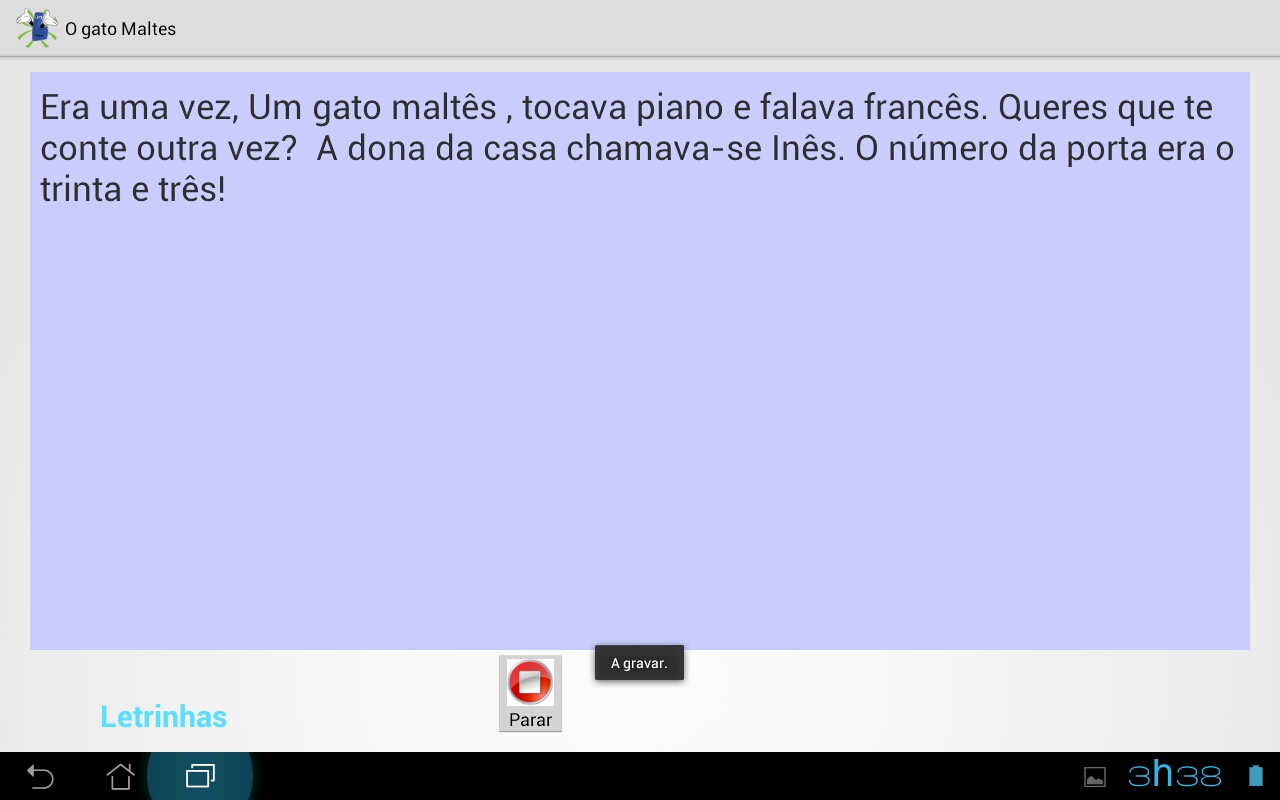 O gato Maltes
Era uma vez, Um gato maltês , tocava piano e falava francês. Queres que te
conte outra vez?  A dona da casa chamava-se Inês. O número da porta era o
trinta e três!
A gravar.
Parar
Letrinhas
3h38